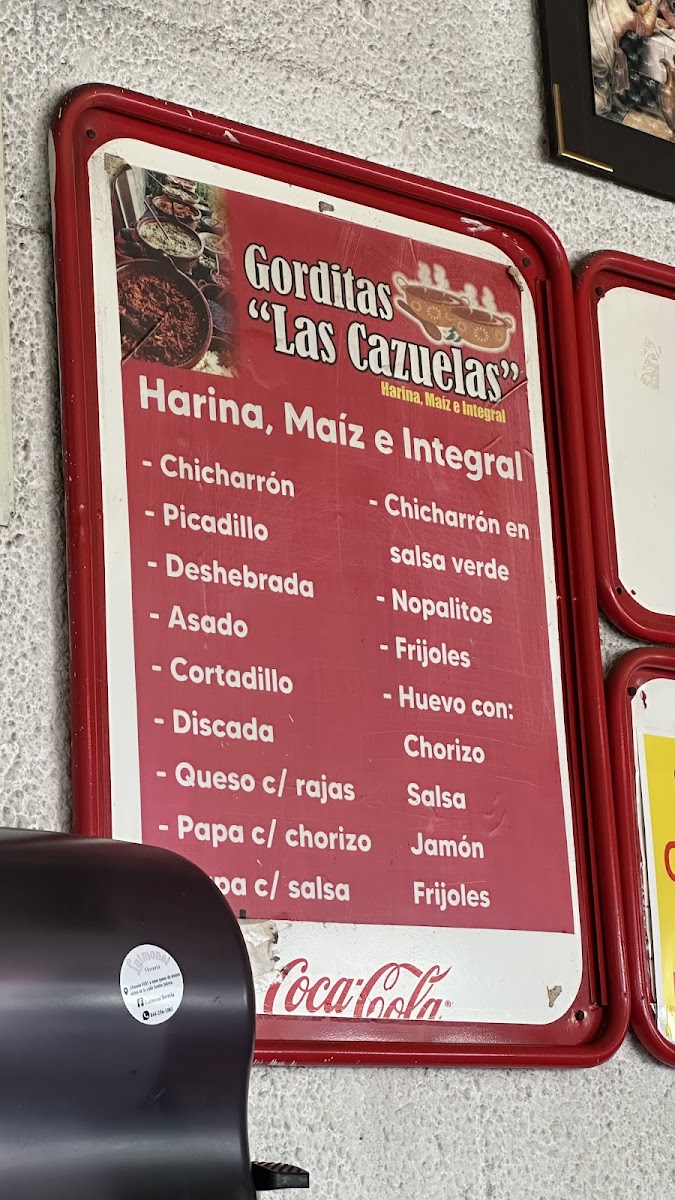 Gorditas
“Las Cazuelas”
Harina, Maíz e Integral
Harina, Maíz e Integral
- Chicharrón
- Picadillo
- Deshebrada
- Asado
- Cortadillo
- Discada
- Queso c/ rajas
- Papa c/ chorizo
pa c/ salsa
- Chicharrón en
salsa verde
- Nopalitos
- Frijoles
- Huevo con:
Chorizo
Salsa
Jamón
Frijoles
Coca-Cola